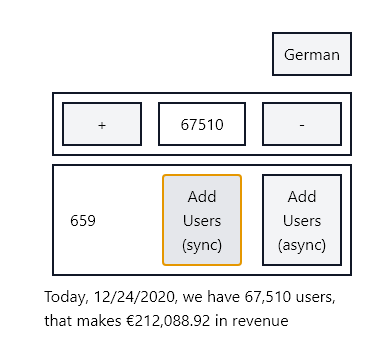 German
+ 67510 -
659
Add
Users
(sync)
Add
Users
(async)
Today, 12/24/2020, we have 67,510 users,
that makes €212,088.92 in revenue